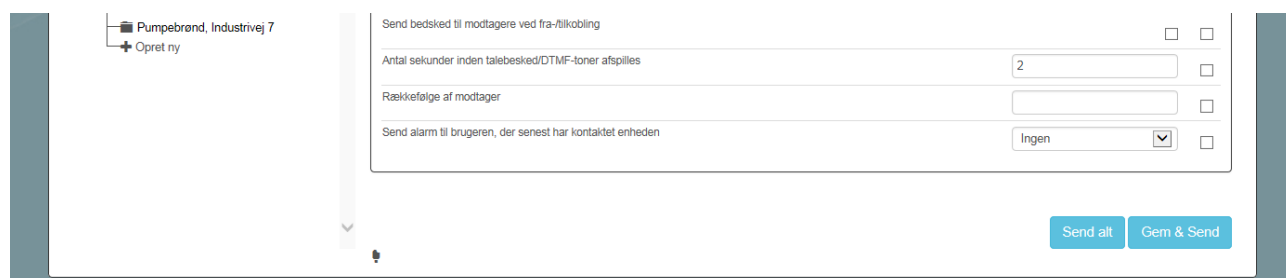 Pumpebrønd, Industrivej 7
Opret ny
Send bedsked til modtagere ved fra-/tilkobling
Antal sekunder inden talebesked/DTMF-toner afspilles
2
Rækkefølge af modtager
Send alarm til brugeren, der senest har kontaktet enheden
Ingen
Send alt
Gem & Send